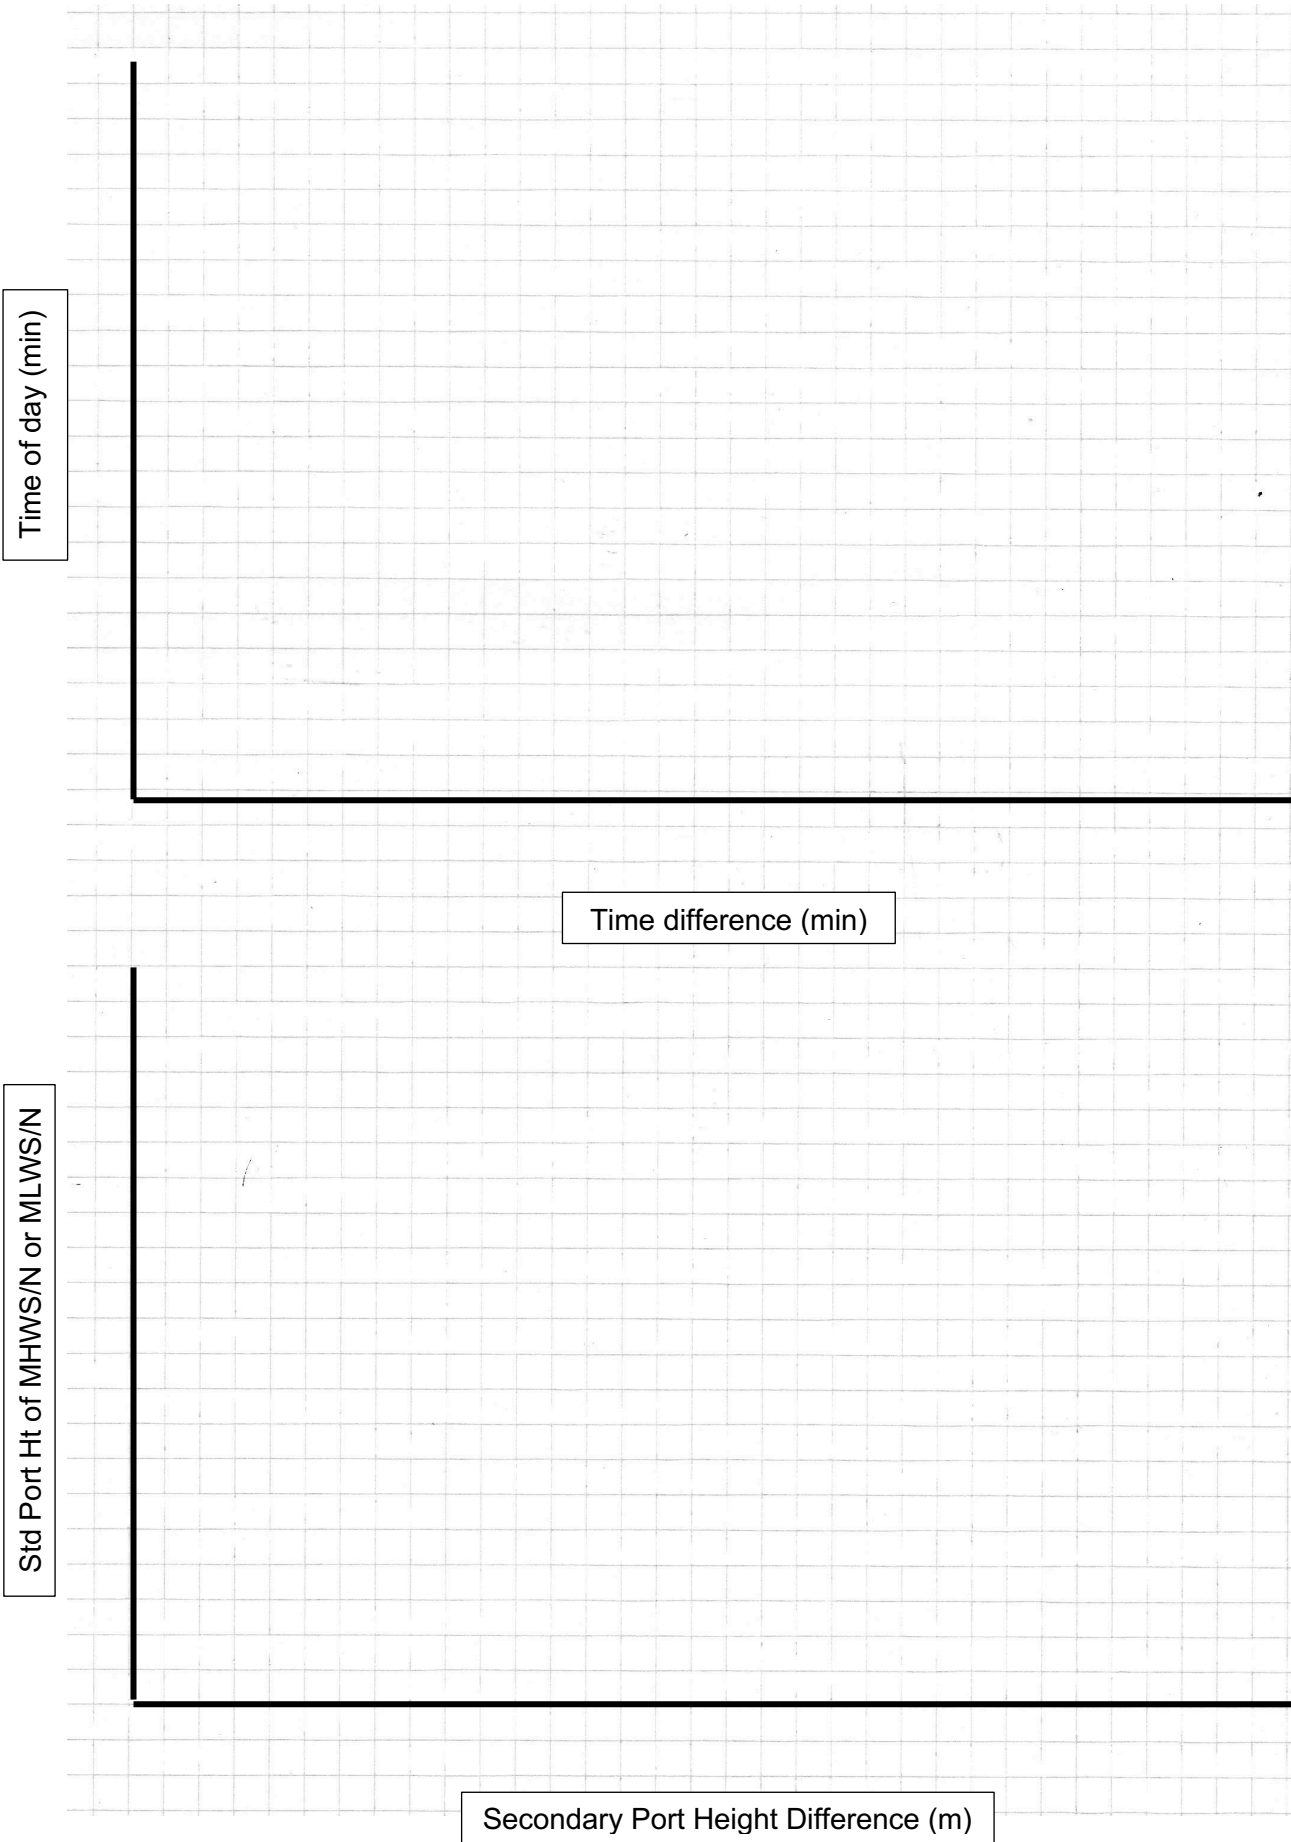 Time of day (min)
Time difference (min)
Std Port Ht of MHWS/N or MLWS/N
Secondary Port Height Difference (m)